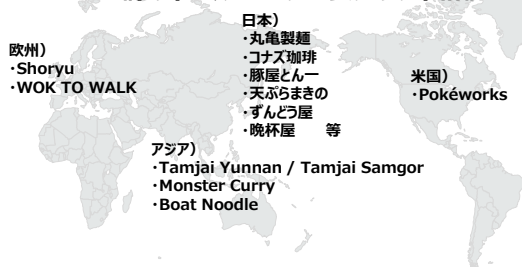 日本）
・丸亀製麺
・コナズ珈琲
・豚屋とん一
・天ぷらまきの
・ずんどう屋
・晩杯屋　　等
欧州）
・Shoryu
・WOK TO WALK
米国）
・Pokéworks
アジア）
・Tamjai Yunnan / Tamjai Samgor
・Monster Curry
・Boat Noodle